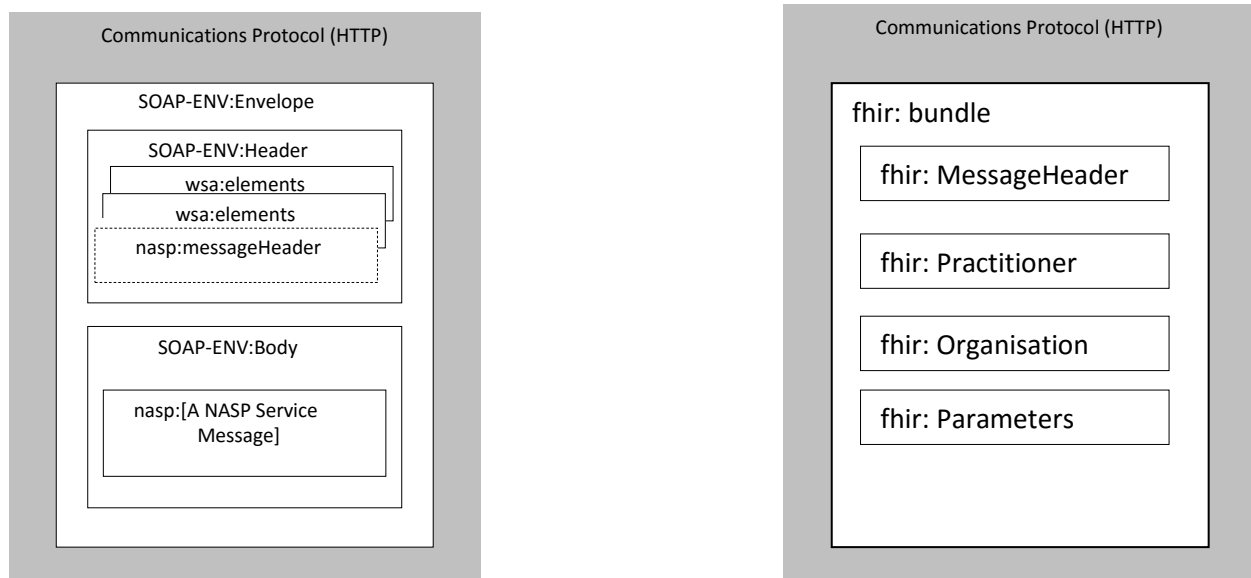 Communications Protocol (HTTP)
SOAP-ENV:Envelope
SOAP-ENV:Header
wsa:elements
wsa:elements
nasp:messageHeader
SOAP-ENV:Body
nasp:[A NASP Service
Message]
Communications Protocol (HTTP)
fhir: bundle
fhir: MessageHeader
fhir: Practitioner
fhir: Organisation
fhir: Parameters